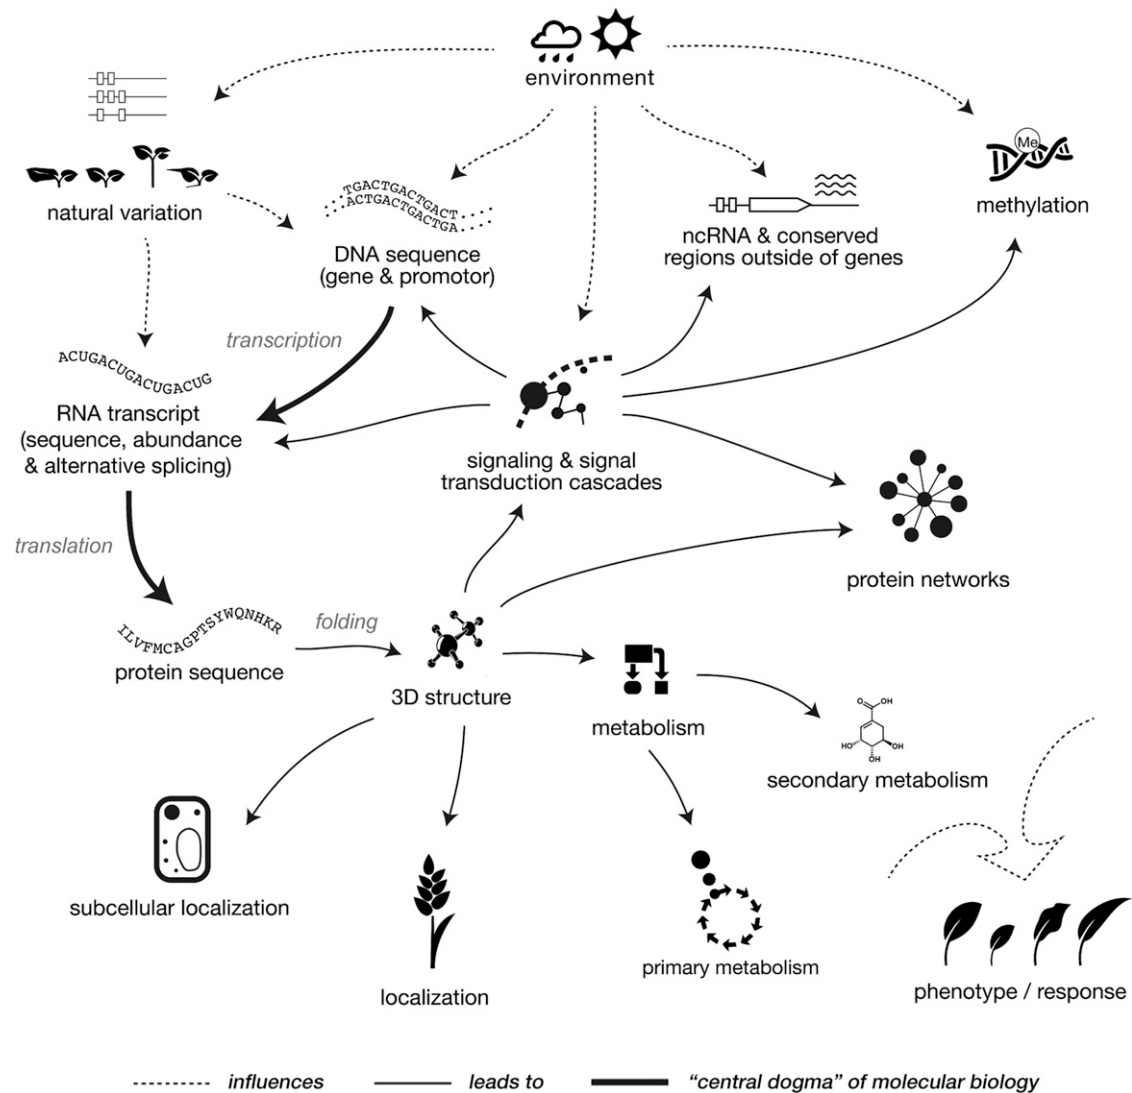 environment
natural variation
TGACTGACTGACT
ACTGACTGACTGA
DNA sequence
(gene & promotor)
ncRNA & conserved
regions outside of genes
Me
methylation
transcription
ACUGACUGACUGACUG
RNA transcript
(sequence, abundance
& alternative splicing)
signaling & signal
transduction cascades
protein networks
translation
ILVFMCAGPTSYWQNHKR
protein sequence
folding
3D structure
metabolism
O
OH
HO
OH
OH
secondary metabolism
subcellular localization
localization
primary metabolism
phenotype / response
influences
leads to
“central dogma” of molecular biology